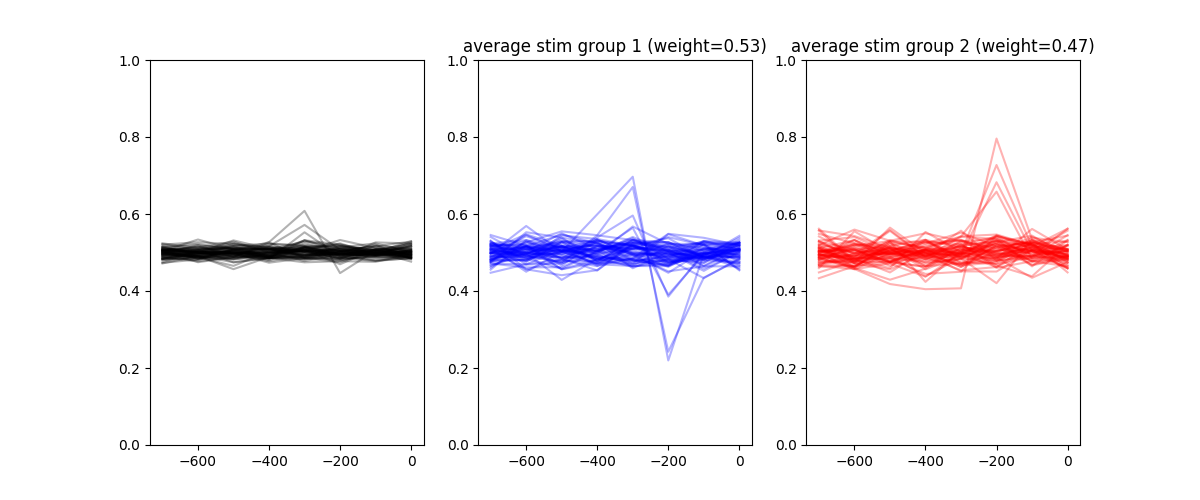 average stim group 1 (weight=0.53) average stim group 2 (weight=0.47)
1.0 1.0 1.0
0.8 0.8 0.8
0.6 0.6 0.6
0.4 0.4 0.4
0.2 0.2 0.2
0.0 0.0 0.0
−600 −400 −200 0 −600 −400 −200 0 −600 −400 −200 0